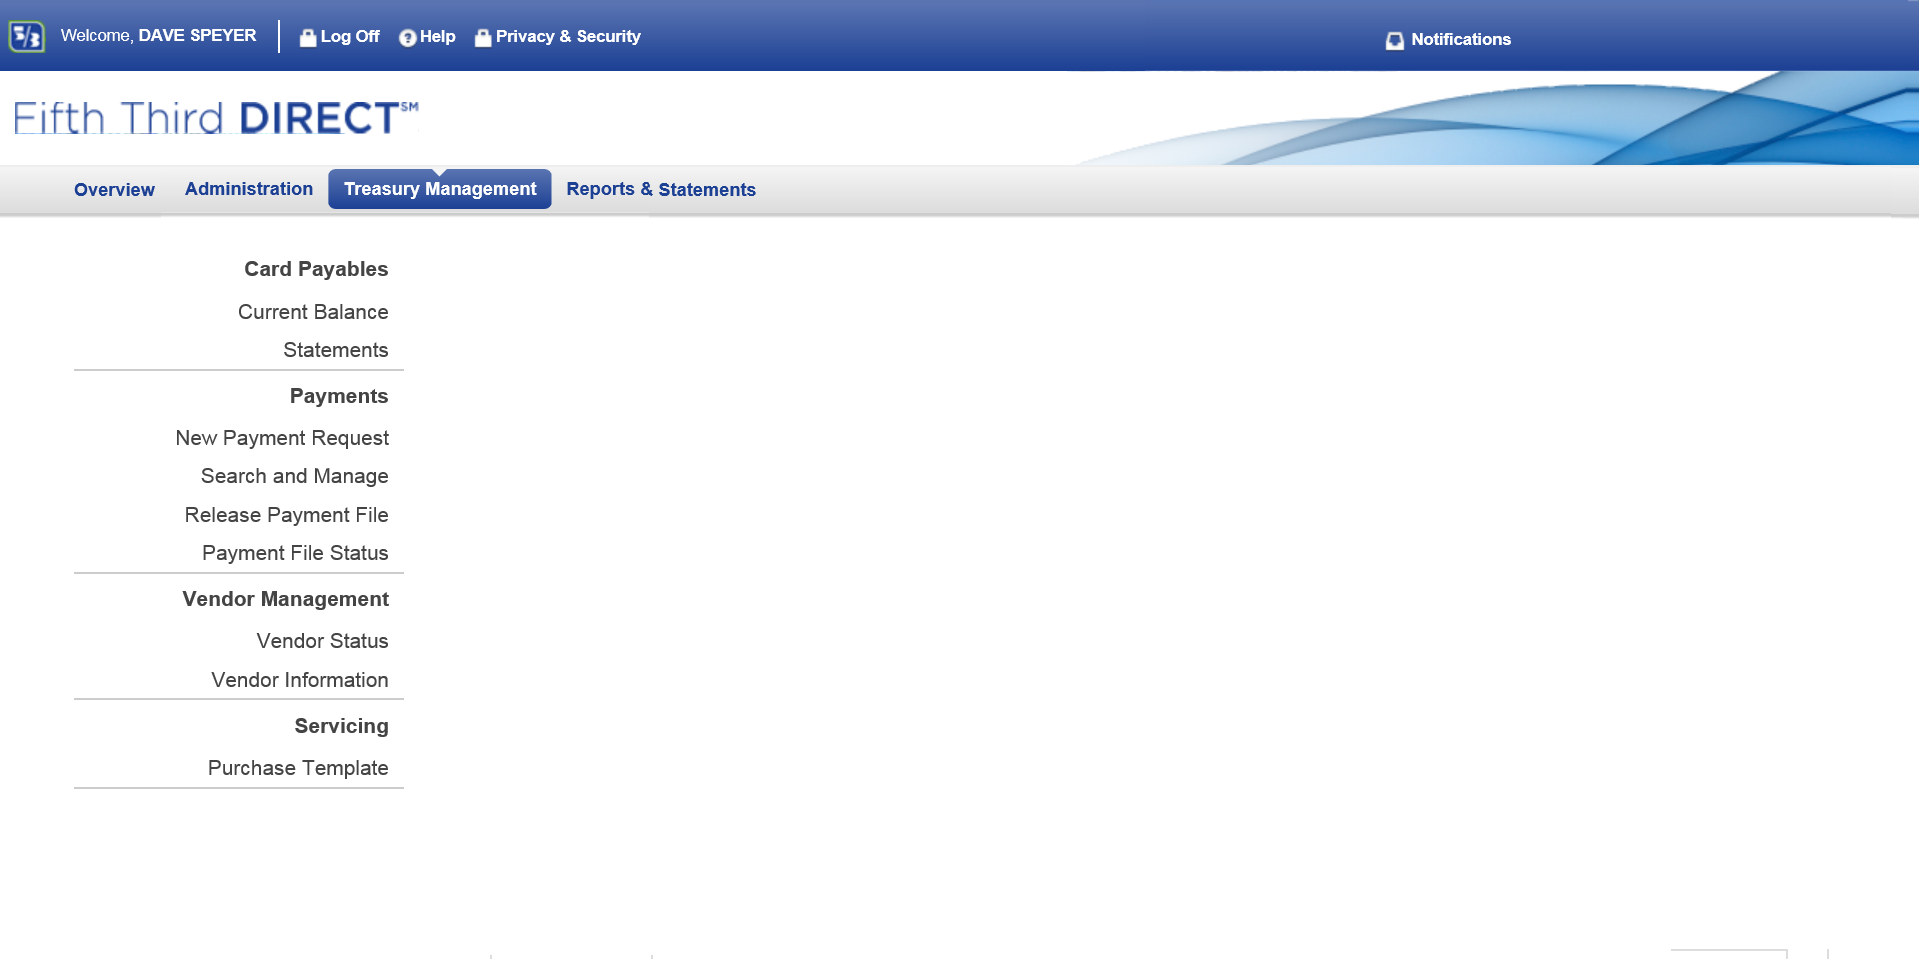 5/3 Welcome, DAVE SPEYER Log Off Help Privacy & Security Notifications
Fifth Third DIRECT℠
Overview Administration Treasury Management Reports & Statements
Card Payables
Current Balance
Statements
Payments
New Payment Request
Search and Manage
Release Payment File
Payment File Status
Vendor Management
Vendor Status
Vendor Information
Servicing
Purchase Template